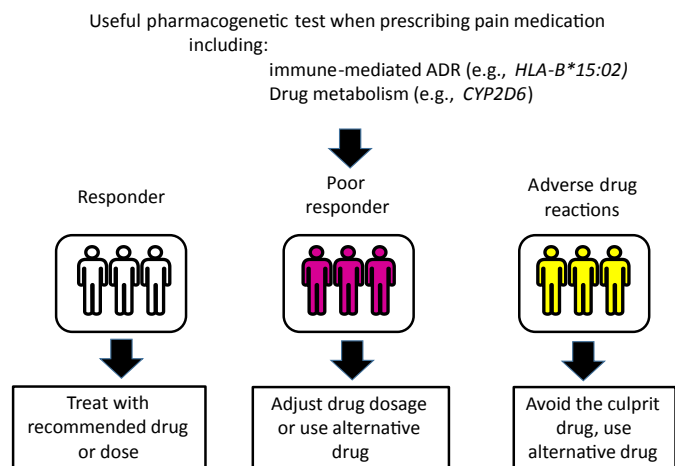 Useful pharmacogenetic test when prescribing pain medication
including:
immune-mediated ADR (e.g., HLA-B*15:02)
Drug metabolism (e.g., CYP2D6)
Responder
Poor
responder
Adverse drug
reactions
Treat with
recommended drug
or dose
Adjust drug dosage
or use alternative
drug
Avoid the culprit
drug, use
alternative drug